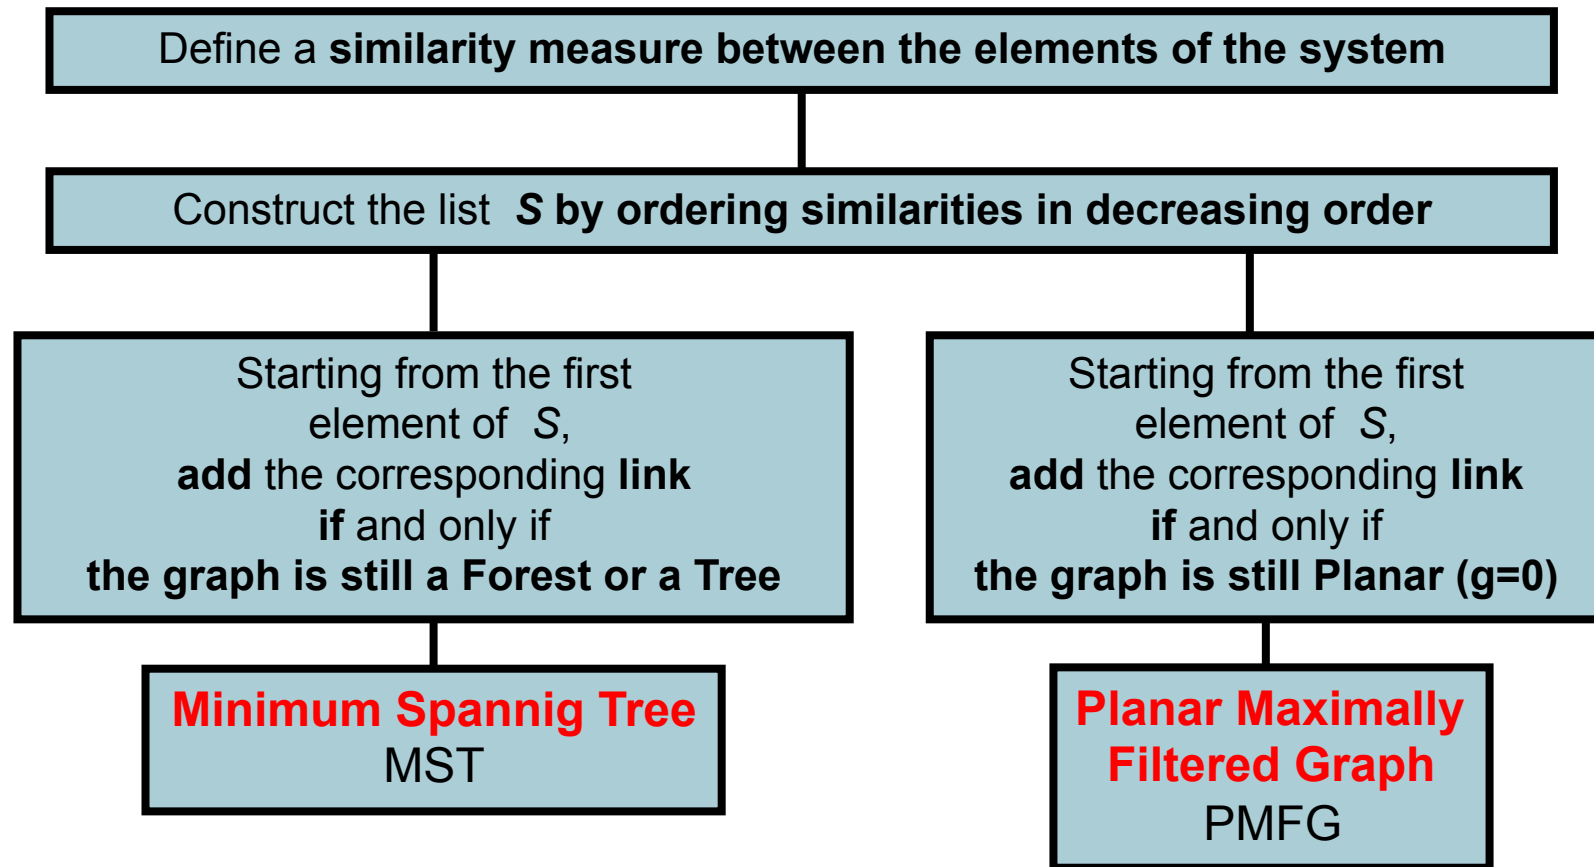 Define a similarity measure between the elements of the system
Construct the list S by ordering similarities in decreasing order
Starting from the first
element of S,
add the corresponding link
if and only if
the graph is still a Forest or a Tree
Starting from the first
element of S,
add the corresponding link
if and only if
the graph is still Planar (g=0)
Minimum Spannig Tree
MST
Planar Maximally
Filtered Graph
PMFG